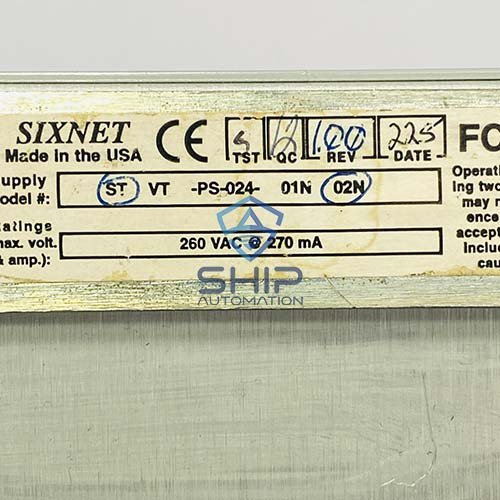 SIXNET
Made in the USA
CE
TST QC
1.00
REV
225
DATE
FC
upply
odel #:
ST VT -PS-024- 01N 02N
Ratings
max. volt.
& amp.):
260 VAC @ 270 mA
Operati
ing two
may n
ence
accept
Includ
cau
SHIP
AUTOMATION